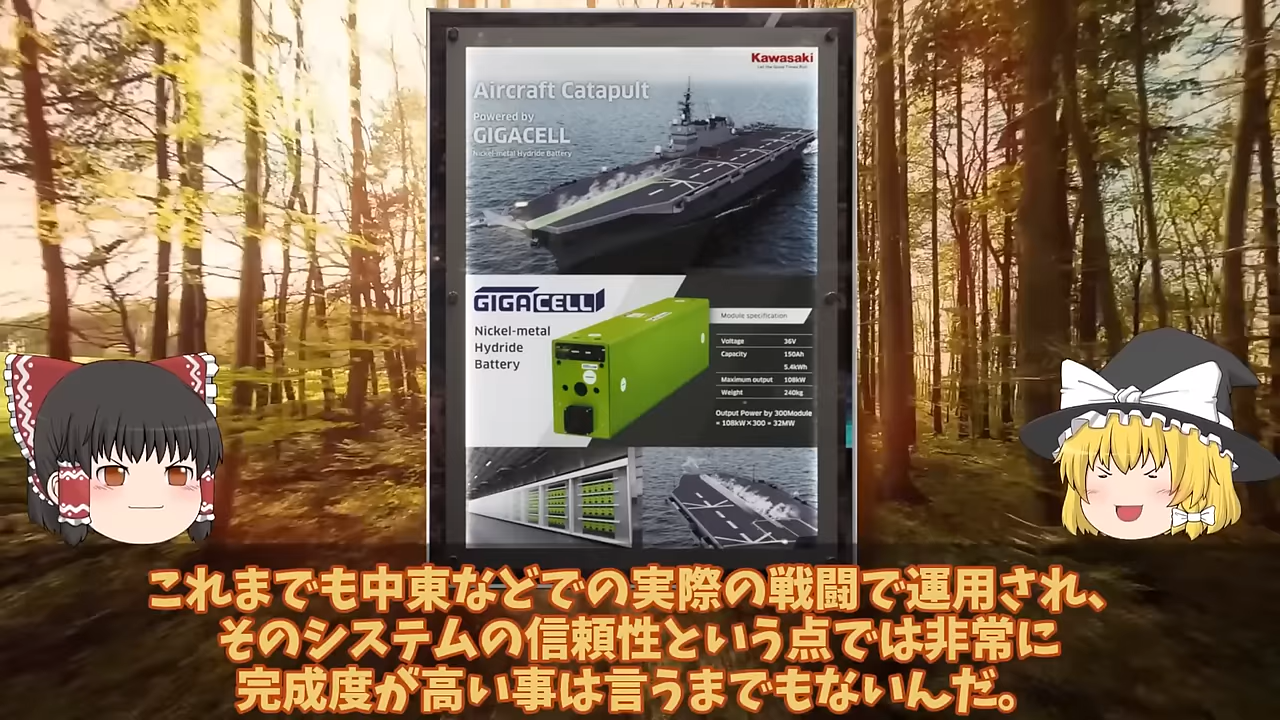 Kawasaki
Aircraft Catapult
Powered by
GIGACELL
Nickel-metal Hydride Battery
GIGACELL
Nickel-metal
Hydride
Battery
Module specification
Voltage 36V
Capacity 150Ah
5.4kWh
Maximum output 108kW
Weight 240kg
Output Power by 300Module
= 108kW×300 = 32MW
これまでも中東などでの実際の戦闘で運用され、
そのシステムの信頼性という点では非常に
完成度が高い事は言うまでもないんだ。